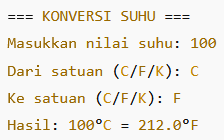 === KONVERSI SUHU ===
Masukkan nilai suhu: 100
Dari satuan (C/F/K): C
Ke satuan (C/F/K): F
Hasil: 100°C = 212.0°F